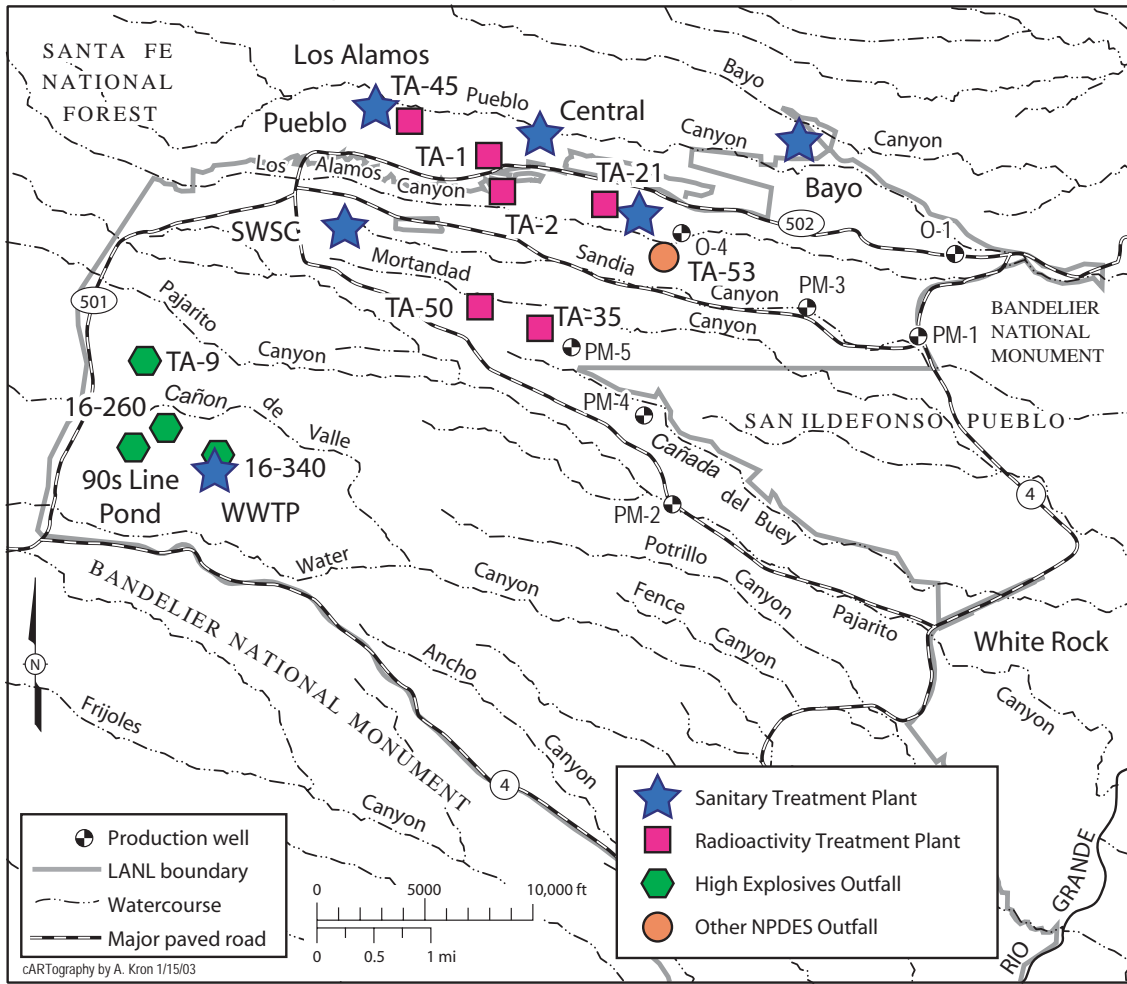 SANTA FE
NATIONAL
FOREST
Los Alamos
TA-45
Pueblo
Pueblo
Central
Bayo
Canyon
Canyon
Bayo
TA-1
Los Alamos Canyon
TA-21
TA-2
SWSC
502
O-4
O-1
TA-53
Sandia
Canyon
Mortandad
Canyon
PM-3
501
TA-50
TA-35
PM-5
PM-1
BANDELIER
NATIONAL
MONUMENT
Pajarito
Canyon
TA-9
16-260
Cañon de Valle
PM-4
SAN ILDEFONSO PUEBLO
Cañada del Buey
90s Line
Pond
16-340
WWTP
PM-2
4
Water
Canyon
Potrillo
Canyon
Fence
Canyon
Pajarito
White Rock
Canyon
BANDELIER NATIONAL MONUMENT
Ancho
Canyon
N
Frijoles
Canyon
4
RIO GRANDE
Production well
LANL boundary
Watercourse
Major paved road
cARTography by A. Kron 1/15/03
0 5000 10,000 ft
0 0.5 1 mi
Sanitary Treatment Plant
Radioactivity Treatment Plant
High Explosives Outfall
Other NPDES Outfall